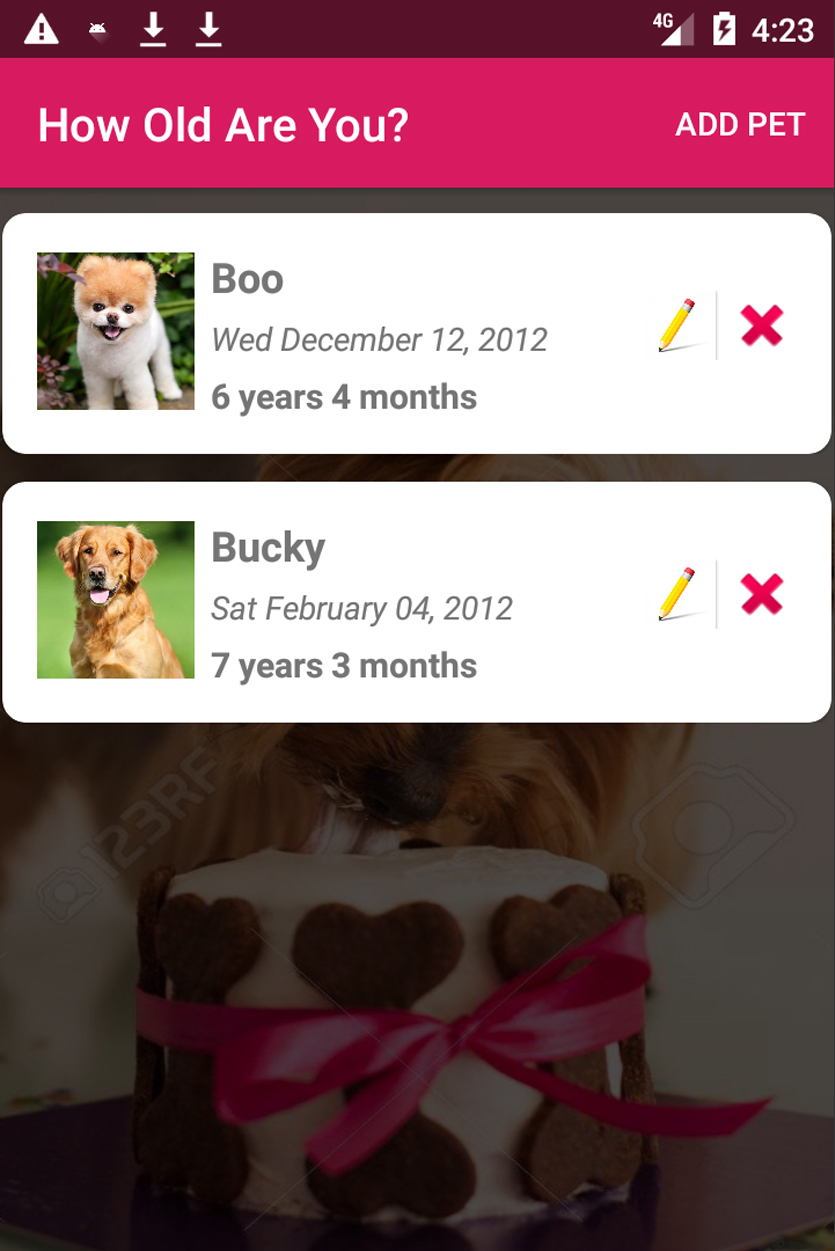 4G 4:23
How Old Are You? ADD PET
Boo
Wed December 12, 2012
6 years 4 months
Bucky
Sat February 04, 2012
7 years 3 months
123RF